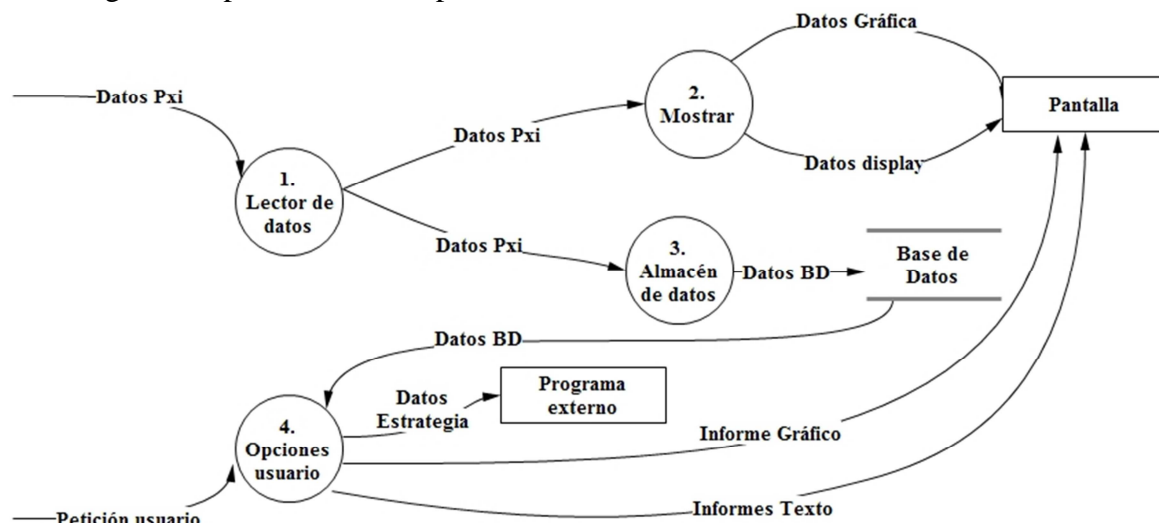 Datos Gráfica
Datos Pxi
2.
Mostrar
Pantalla
Datos Pxi
Datos display
1.
Lector de
datos
Datos Pxi
3.
Almacén
de datos
Datos BD
Base de
Datos
Datos BD
Datos
Estrategia
Programa
externo
4.
Opciones
usuario
Informe Gráfico
Informes Texto
Petición usuario